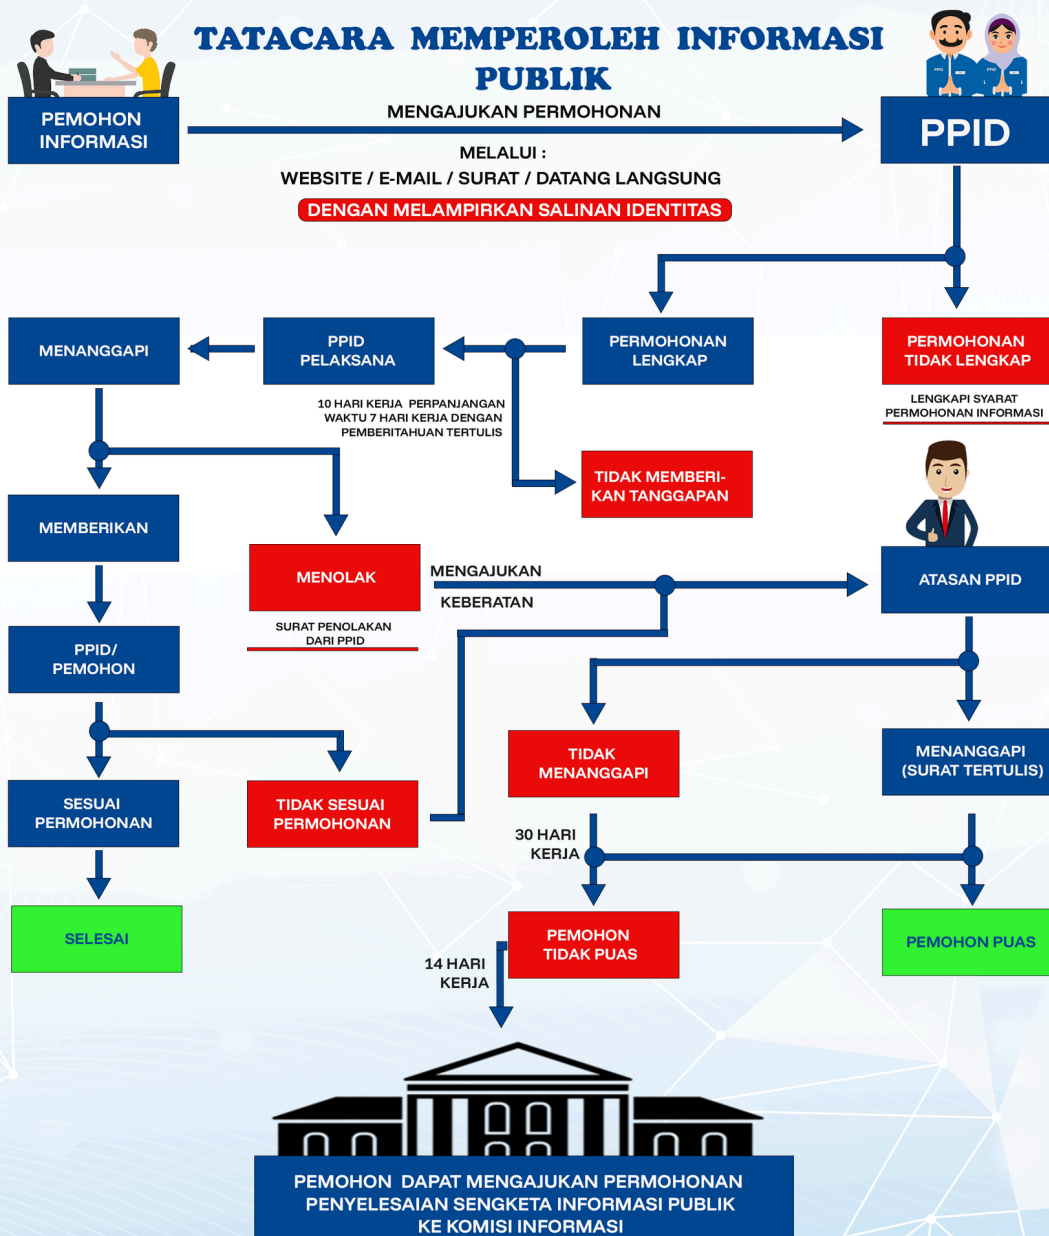 TATACARA MEMPEROLEH INFORMASI
PUBLIK
PEMOHON
INFORMASI
MENGAJUKAN PERMOHONAN
MELALUI :
WEBSITE / E-MAIL / SURAT / DATANG LANGSUNG
DENGAN MELAMPIRKAN SALINAN IDENTITAS
PPID
MENANGGAPI
PPID
PELAKSANA
PERMOHONAN
LENGKAP
PERMOHONAN
TIDAK LENGKAP
LENGKAPI SYARAT
PERMOHONAN INFORMASI
10 HARI KERJA PERPANJANGAN
WAKTU 7 HARI KERJA DENGAN
PEMBERITAHUAN TERTULIS
TIDAK MEMBERI-
KAN TANGGAPAN
MEMBERIKAN
MENOLAK
SURAT PENOLAKAN
DARI PPID
MENGAJUKAN
KEBERATAN
ATASAN PPID
PPID/
PEMOHON
TIDAK
MENANGGAPI
MENANGGAPI
(SURAT TERTULIS)
SESUAI
PERMOHONAN
TIDAK SESUAI
PERMOHONAN
30 HARI
KERJA
SELESAI
PEMOHON
TIDAK PUAS
PEMOHON PUAS
14 HARI
KERJA
PEMOHON DAPAT MENGAJUKAN PERMOHONAN
PENYELESAIAN SENGKETA INFORMASI PUBLIK
KE KOMISI INFORMASI